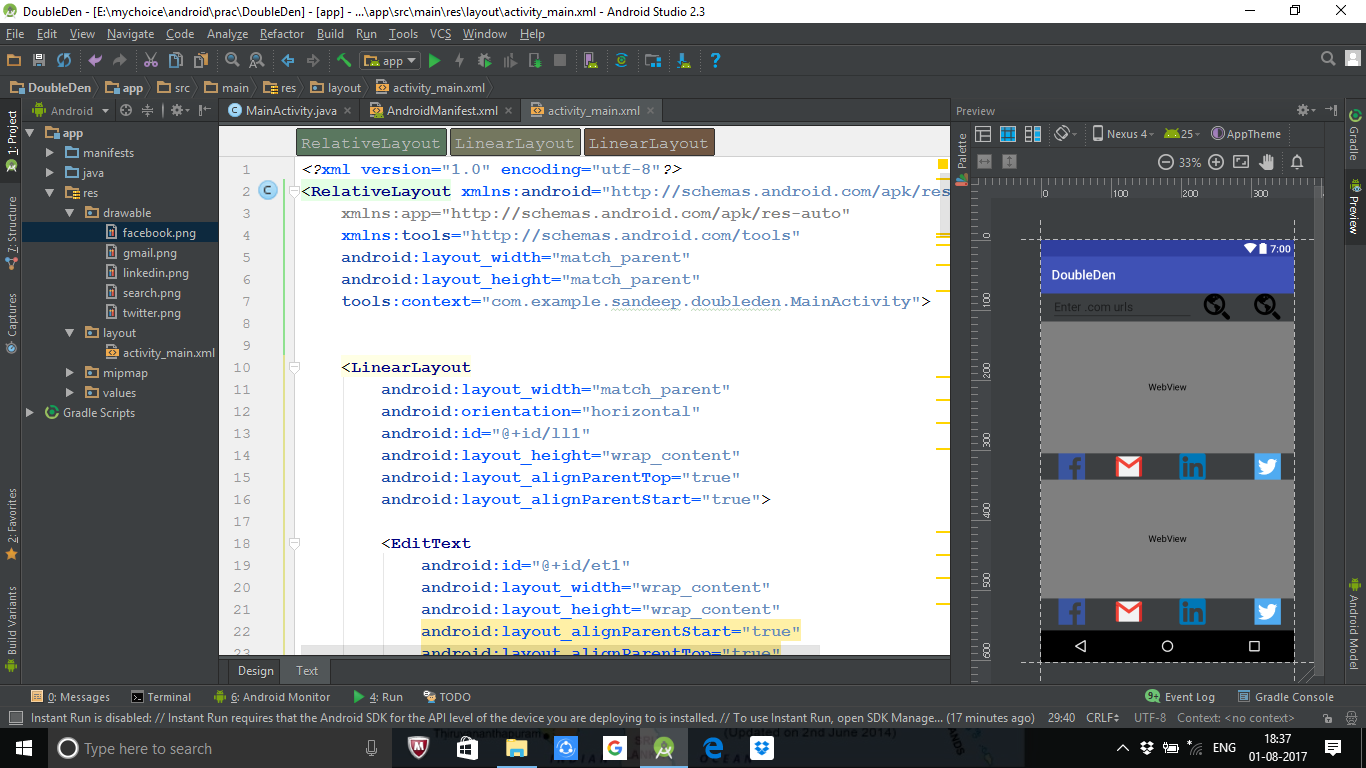 DoubleDen - [E:\mychoice\android\prac\DoubleDen] - [app] - ...\app\src\main\res\layout\activity_main.xml - Android Studio 2.3
File Edit View Navigate Code Analyze Refactor Build Run Tools VCS Window Help
app
DoubleDen app src main res layout activity_main.xml
Android
MainActivity.java AndroidManifest.xml activity_main.xml
Preview
1: Project
7: Structure
Captures
2: Favorites
Build Variants
app
manifests
java
res
drawable
facebook.png
gmail.png
linkedin.png
search.png
twitter.png
layout
activity_main.xml
mipmap
values
Gradle Scripts
RelativeLayout LinearLayout LinearLayout
1 <?xml version="1.0" encoding="utf-8"?>
2 <RelativeLayout xmlns:android="http://schemas.android.com/apk/res
3 xmlns:app="http://schemas.android.com/apk/res-auto"
4 xmlns:tools="http://schemas.android.com/tools"
5 android:layout_width="match_parent"
6 android:layout_height="match_parent"
7 tools:context="com.example.sandeep.doubleden.MainActivity">
8
9
10 <LinearLayout
11 android:layout_width="match_parent"
12 android:orientation="horizontal"
13 android:id="@+id/ll1"
14 android:layout_height="wrap_content"
15 android:layout_alignParentTop="true"
16 android:layout_alignParentStart="true">
17
18 <EditText
19 android:id="@+id/et1"
20 android:layout_width="wrap_content"
21 android:layout_height="wrap_content"
22 android:layout_alignParentStart="true"
23 android:layout_alignParentTop="true"
Design Text
Palette
Nexus 4 25 AppTheme
33%
0 100 200 300
0
100
200
300
400
500
600
7:00
DoubleDen
Enter .com urls
WebView
WebView
Gradle
Preview
Android Model
0: Messages Terminal 6: Android Monitor 4: Run TODO Event Log Gradle Console
Instant Run is disabled: // Instant Run requires that the Android SDK for the API level of the device you are deploying to is installed. // To use Instant Run, open SDK Manage... (17 minutes ago) 29:40 CRLF UTF-8 Context: <no context>
Type here to search
(Updated on 2nd June 2014)
ENG
18:37
01-08-2017